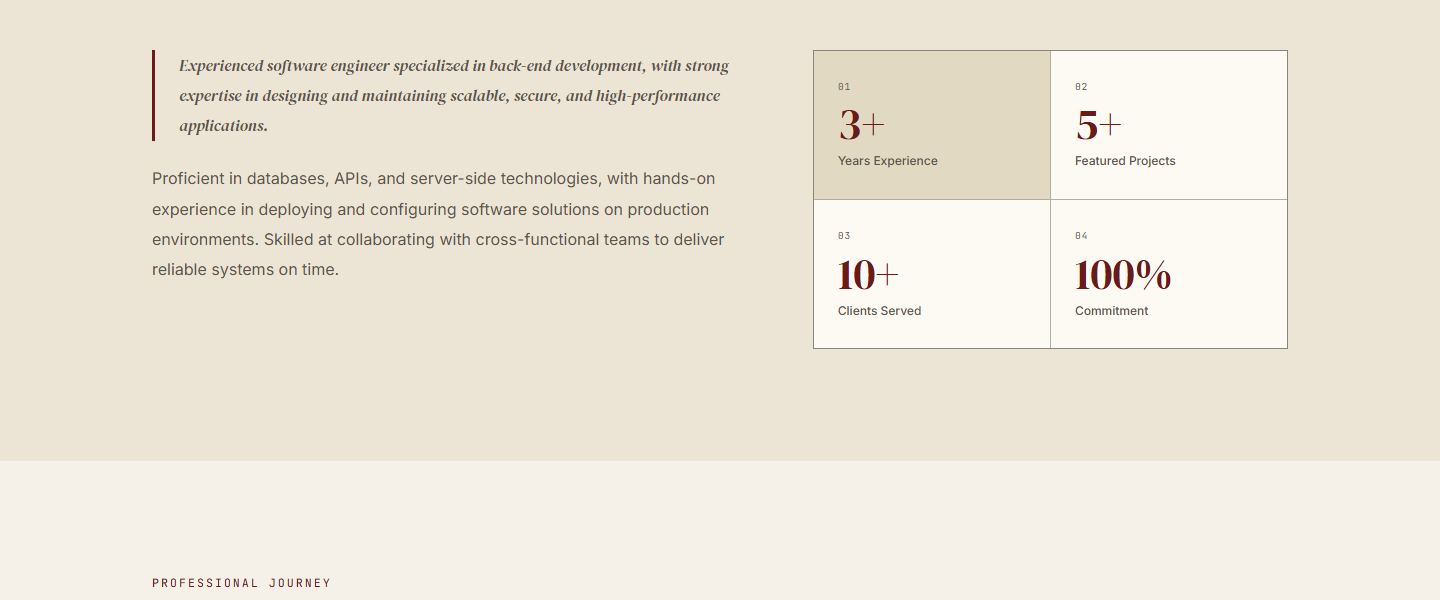 Experienced software engineer specialized in back-end development, with strong
expertise in designing and maintaining scalable, secure, and high-performance
applications.
Proficient in databases, APIs, and server-side technologies, with hands-on
experience in deploying and configuring software solutions on production
environments. Skilled at collaborating with cross-functional teams to deliver
reliable systems on time.
01
3+
Years Experience
02
5+
Featured Projects
03
10+
Clients Served
04
100%
Commitment
PROFESSIONAL JOURNEY